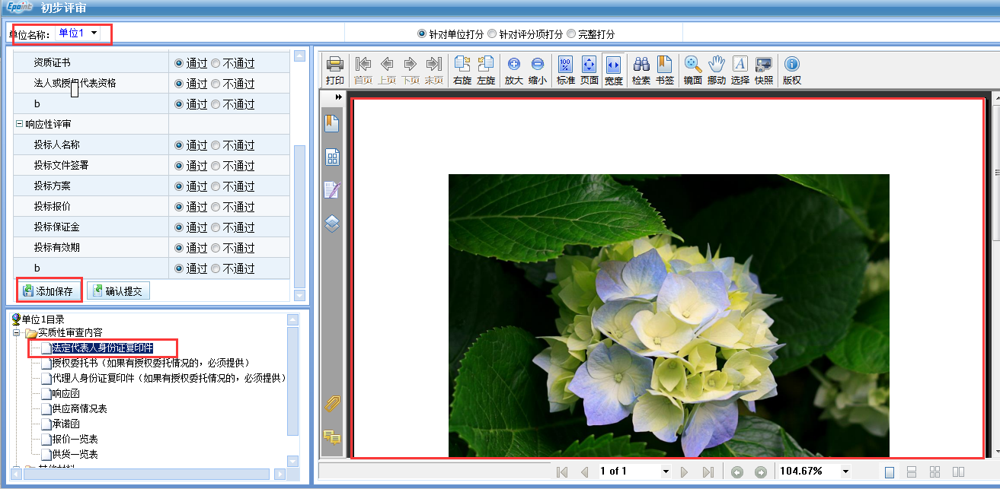 Epoint 初步评审
单位名称： 单位1
针对单位打分 针对评分项打分 完整打分
资质证书 通过 不通过
法人或授权代表资格 通过 不通过
b 通过 不通过
响应性评审
投标人名称 通过 不通过
投标文件签署 通过 不通过
投标方案 通过 不通过
投标报价 通过 不通过
投标保证金 通过 不通过
投标有效期 通过 不通过
b 通过 不通过
添加保存 确认提交
单位1目录
实质性审查内容
法定代表人身份证复印件
授权委托书（如果有授权委托情况的，必须提供）
代理人身份证复印件（如果有授权委托情况的，必须提供）
响应函
供应商情况表
承诺函
报价一览表
供货一览表
打印 首页 上页 下页 末页 右旋 左旋 放大 缩小 标准 页面 宽度 检索 书签 镜面 挪动 选择 快照 版权
1 of 1 104.67%